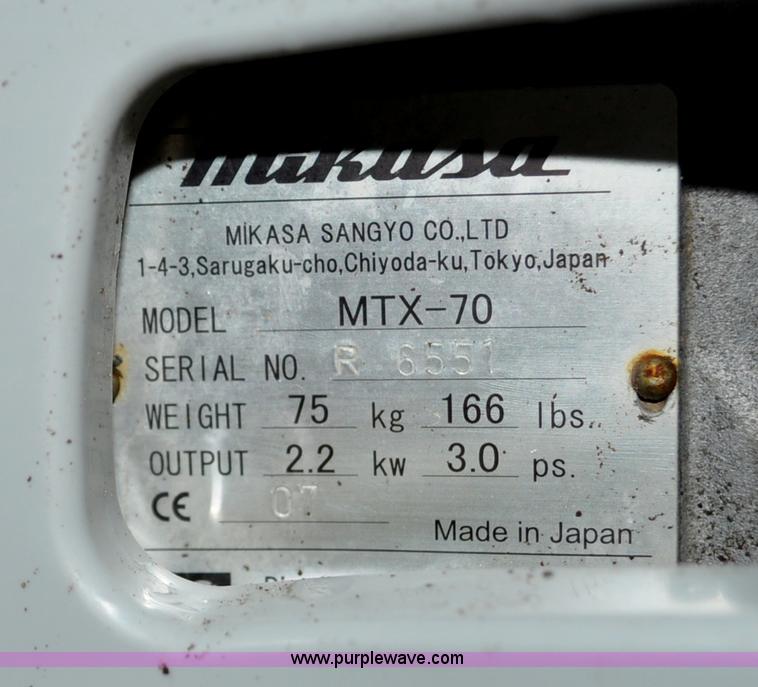 mikasa
MIKASA SANGYO CO.,LTD
1-4-3,Sarugaku-cho,Chiyoda-ku,Tokyo,Japan
MODEL MTX-70
SERIAL NO. R 6551
WEIGHT 75 kg 166 lbs.
OUTPUT 2.2 kw 3.0 ps.
CE 07
Made in Japan
www.purplewave.com